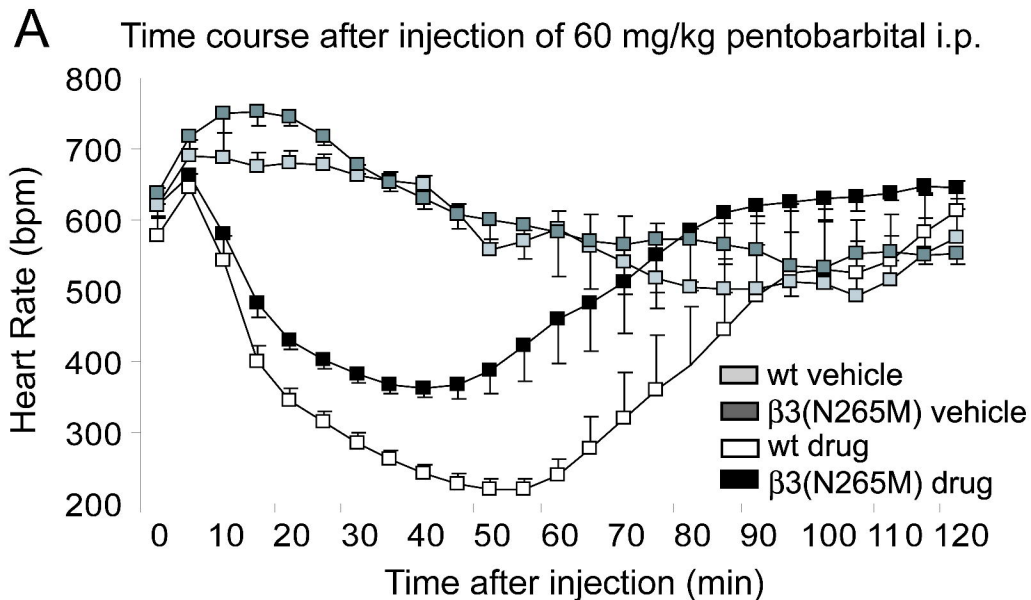 A
Time course after injection of 60 mg/kg pentobarbital i.p.
800
700
600
500
400
300
200
Heart Rate (bpm)
wt vehicle
β3(N265M) vehicle
wt drug
β3(N265M) drug
0 10 20 30 40 50 60 70 80 90 100 110 120
Time after injection (min)